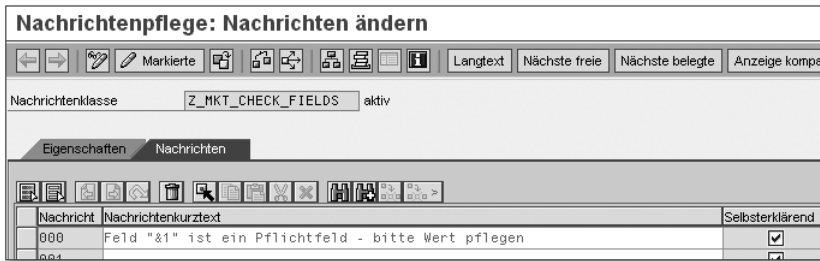 Nachrichtenpflege: Nachrichten ändern
Markierte Langtext Nächste freie Nächste belegte Anzeige kompa
Nachrichtenklasse Z_MKT_CHECK_FIELDS aktiv
Eigenschaften Nachrichten
Nachricht Nachrichtenkurztext Selbsterklärend
000 Feld "&1" ist ein Pflichtfeld - bitte Wert pflegen
001